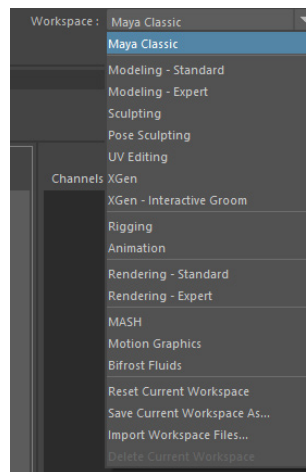 Workspace : Maya Classic
Maya Classic
Modeling - Standard
Modeling - Expert
Sculpting
Pose Sculpting
UV Editing
Channels XGen
XGen - Interactive Groom
Rigging
Animation
Rendering - Standard
Rendering - Expert
MASH
Motion Graphics
Bifrost Fluids
Reset Current Workspace
Save Current Workspace As...
Import Workspace Files...
Delete Current Workspace